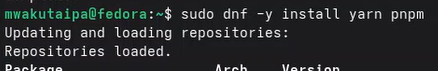 mwakutaipa@fedora:~$ sudo dnf -y install yarn pnpm
Updating and loading repositories:
Repositories loaded.
Package Arch Version